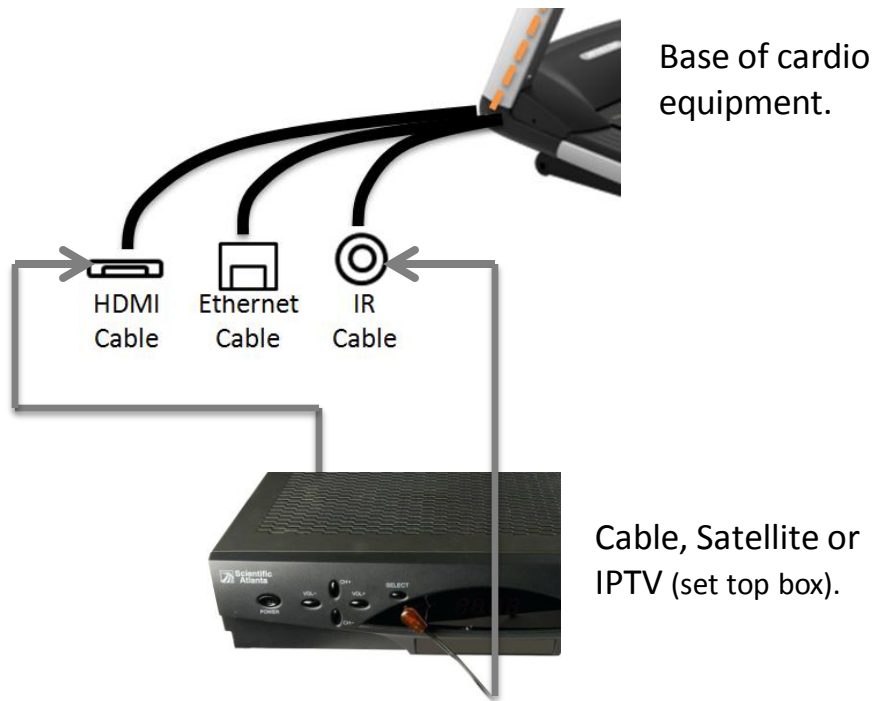 Base of cardio
equipment.
HDMI
Cable
Ethernet
Cable
IR
Cable
Cable, Satellite or
IPTV (set top box).
Scientific
Atlanta
POWER
VOL-
CH+
VOL+
SELECT
CH-